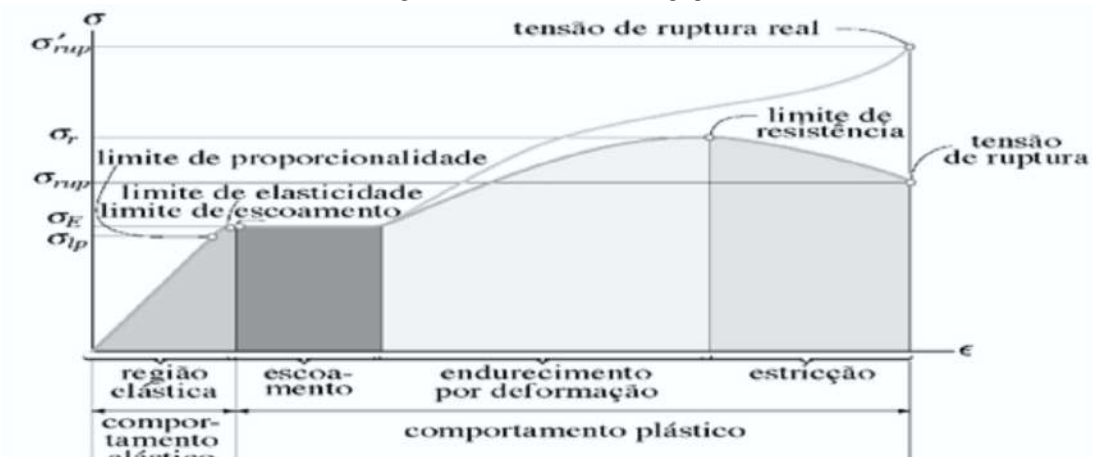 σ
tensão de ruptura real
σ'rup
limite de
resistência
σr
tensão
de ruptura
limite de proporcionalidade
σrup
limite de elasticidade
limite de escoamento
σE
σlp
ϵ
região
elástica
escoa-
mento
endurecimento
por deformação
estricção
compor-
tamento
elástico
comportamento plástico